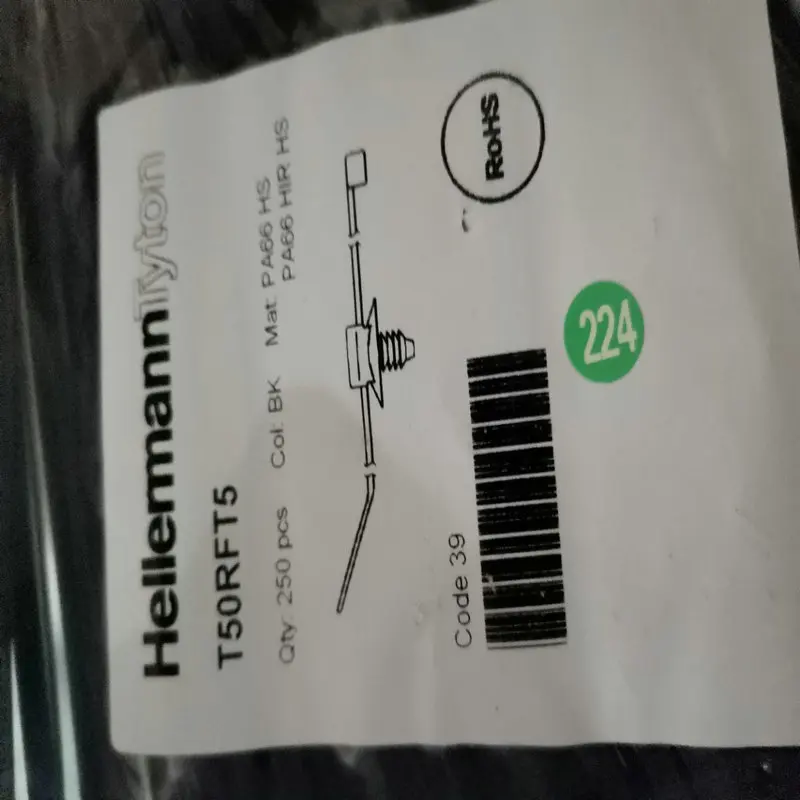 HellermannTyton
T50RFT5
Qty: 250 pcs Col: BK Mat: PA66 HS
PA66 HIR HS
RoHS
Code 39
224